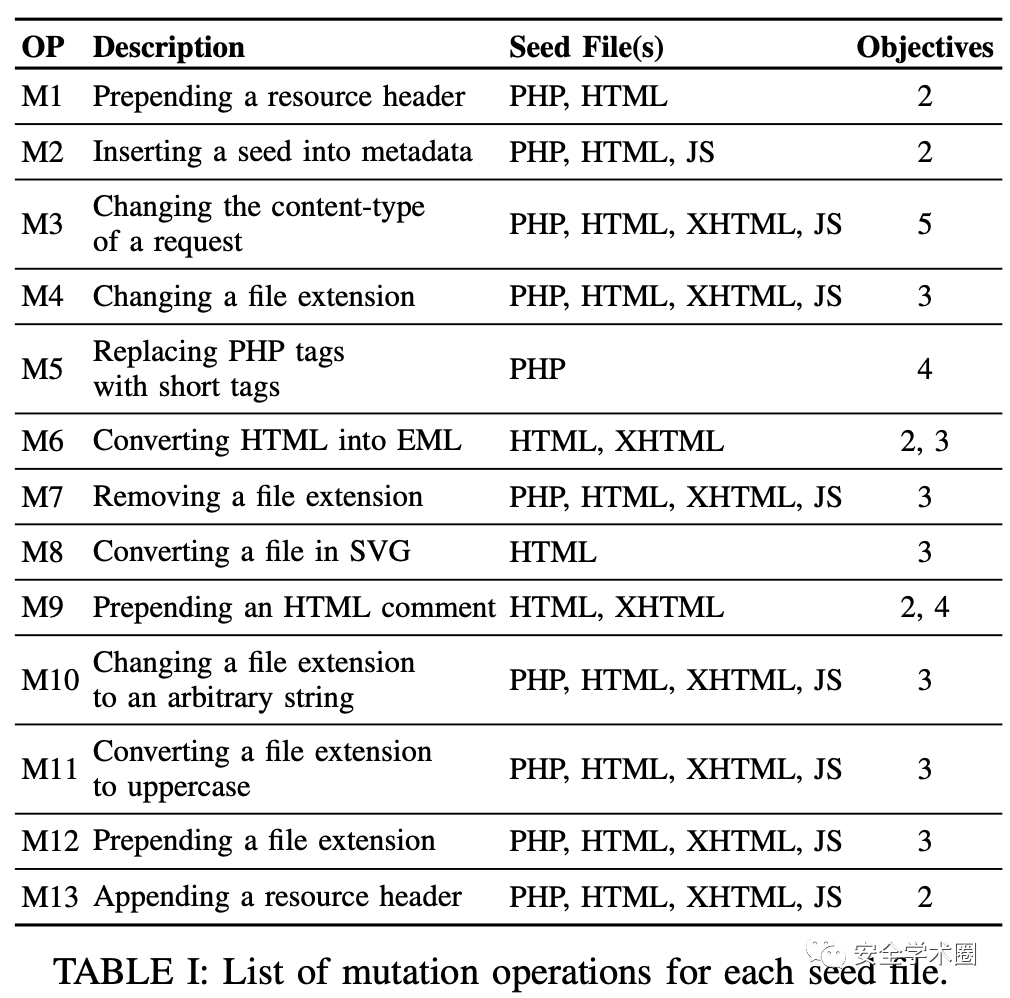 OP Description Seed File(s) Objectives
M1 Prepending a resource header PHP, HTML 2
M2 Inserting a seed into metadata PHP, HTML, JS 2
M3 Changing the content-type of a request PHP, HTML, XHTML, JS 5
M4 Changing a file extension PHP, HTML, XHTML, JS 3
M5 Replacing PHP tags with short tags PHP 4
M6 Converting HTML into EML HTML, XHTML 2, 3
M7 Removing a file extension PHP, HTML, XHTML, JS 3
M8 Converting a file in SVG HTML 3
M9 Prepending an HTML comment HTML, XHTML 2, 4
M10 Changing a file extension to an arbitrary string PHP, HTML, XHTML, JS 3
M11 Converting a file extension to uppercase PHP, HTML, XHTML, JS 3
M12 Prepending a file extension PHP, HTML, XHTML, JS 3
M13 Appending a resource header PHP, HTML, XHTML, JS 2
安全学术圈
TABLE I: List of mutation operations for each seed file.